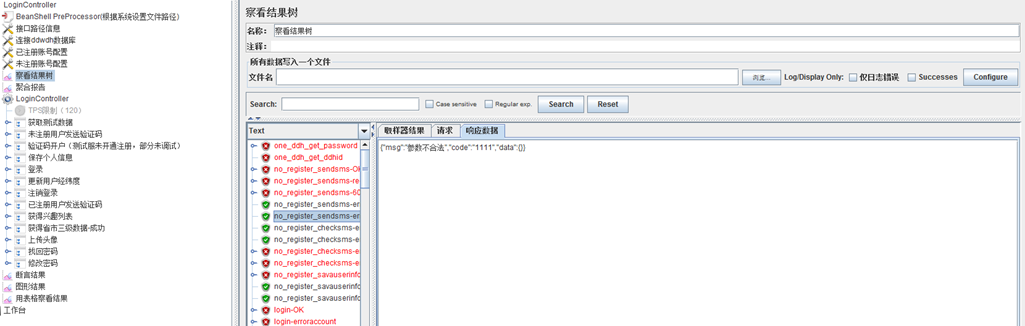 LoginController
BeanShell PreProcessor(根据系统设置文件路径)
接口路径信息
连接ddwdh数据库
已注册账号配置
未注册账号配置
察看结果树
聚合报告
LoginController
TPS限制（120）
获取测试数据
未注册用户发送验证码
验证码开户（测试服未开通注册，部分未调试）
保存个人信息
登录
更新用户经纬度
注销登录
已注册用户发送验证码
获得兴趣列表
获得省市三级数据-成功
上传头像
找回密码
修改密码
断言结果
图形结果
用表格察看结果
工作台
察看结果树
名称: 察看结果树
注释:
所有数据写入一个文件
文件名 浏览... Log/Display Only: 仅日志错误 Successes Configure
Search: Case sensitive Regular exp. Search Reset
Text
one_ddh_get_password
one_ddh_get_ddhid
no_register_sendsms-OK
no_register_sendsms-re
no_register_sendsms-60
no_register_sendsms-er
no_register_sendsms-er
no_register_checksms-e
no_register_checksms-e
no_register_checksms-e
no_register_checksms-e
no_register_savauserinfo
no_register_savauserinfo
no_register_savauserinfo
login-OK
login-erroraccount
取样器结果 请求 响应数据
{"msg":"参数不合法","code":"1111","data":{}}